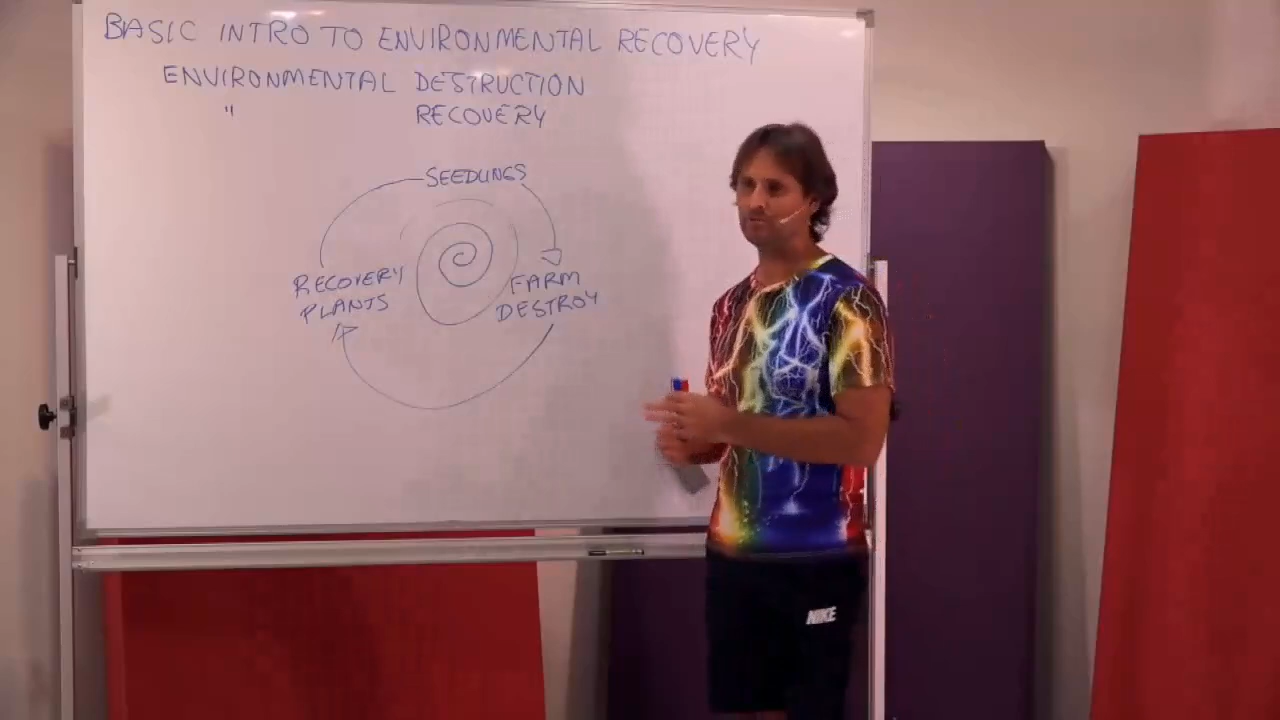 BASIC INTRO TO ENVIRONMENTAL RECOVERY
ENVIRONMENTAL DESTRUCTION
" RECOVERY
SEEDLINGS
RECOVERY
PLANTS
FARM
DESTROY
NIKE